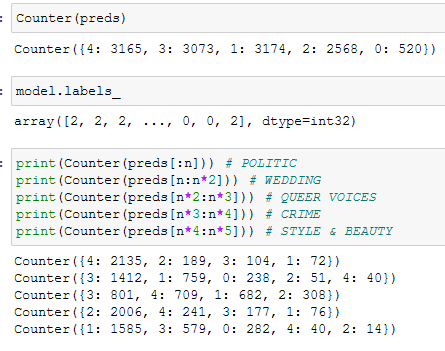 Counter(preds)
Counter({4: 3165, 3: 3073, 1: 3174, 2: 2568, 0: 520})
model.labels_
array([2, 2, 2, ..., 0, 0, 2], dtype=int32)
print(Counter(preds[:n])) # POLITIC
print(Counter(preds[n:n*2])) # WEDDING
print(Counter(preds[n*2:n*3])) # QUEER VOICES
print(Counter(preds[n*3:n*4])) # CRIME
print(Counter(preds[n*4:n*5])) # STYLE & BEAUTY
Counter({4: 2135, 2: 189, 3: 104, 1: 72})
Counter({3: 1412, 1: 759, 0: 238, 2: 51, 4: 40})
Counter({3: 801, 4: 709, 1: 682, 2: 308})
Counter({2: 2006, 4: 241, 3: 177, 1: 76})
Counter({1: 1585, 3: 579, 0: 282, 4: 40, 2: 14})